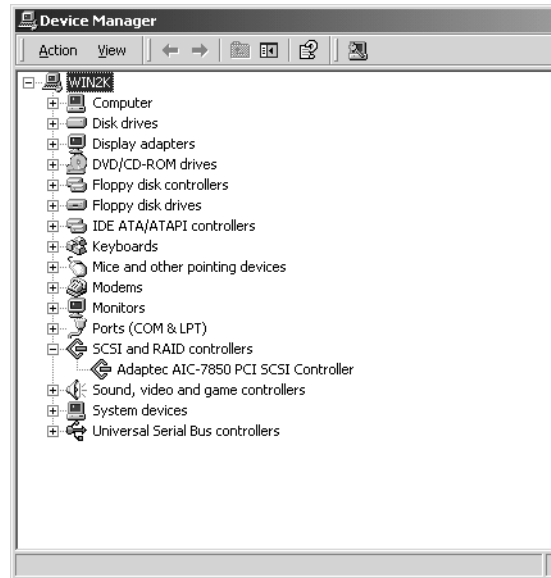 Device Manager
Action View
WIN2K
Computer
Disk drives
Display adapters
DVD/CD-ROM drives
Floppy disk controllers
Floppy disk drives
IDE ATA/ATAPI controllers
Keyboards
Mice and other pointing devices
Modems
Monitors
Ports (COM & LPT)
SCSI and RAID controllers
Adaptec AIC-7850 PCI SCSI Controller
Sound, video and game controllers
System devices
Universal Serial Bus controllers